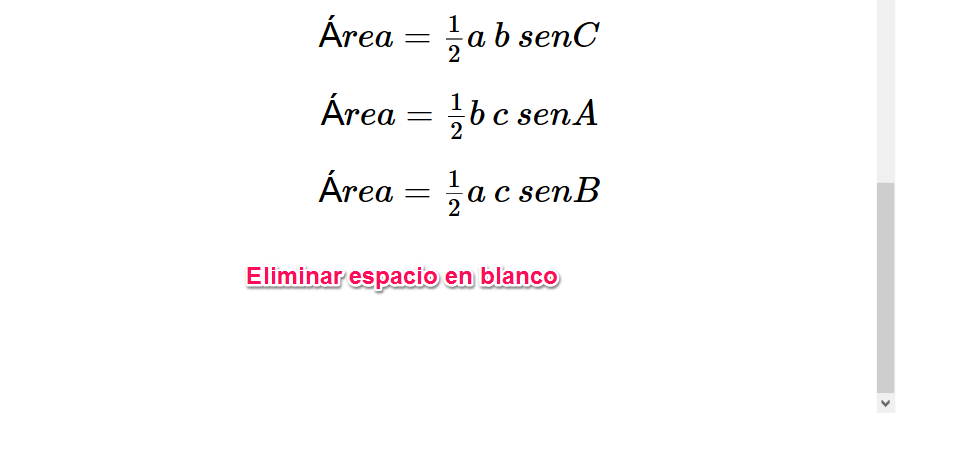 Área = 1/2 a b senC
Área = 1/2 b c senA
Área = 1/2 a c senB
Eliminar espacio en blanco